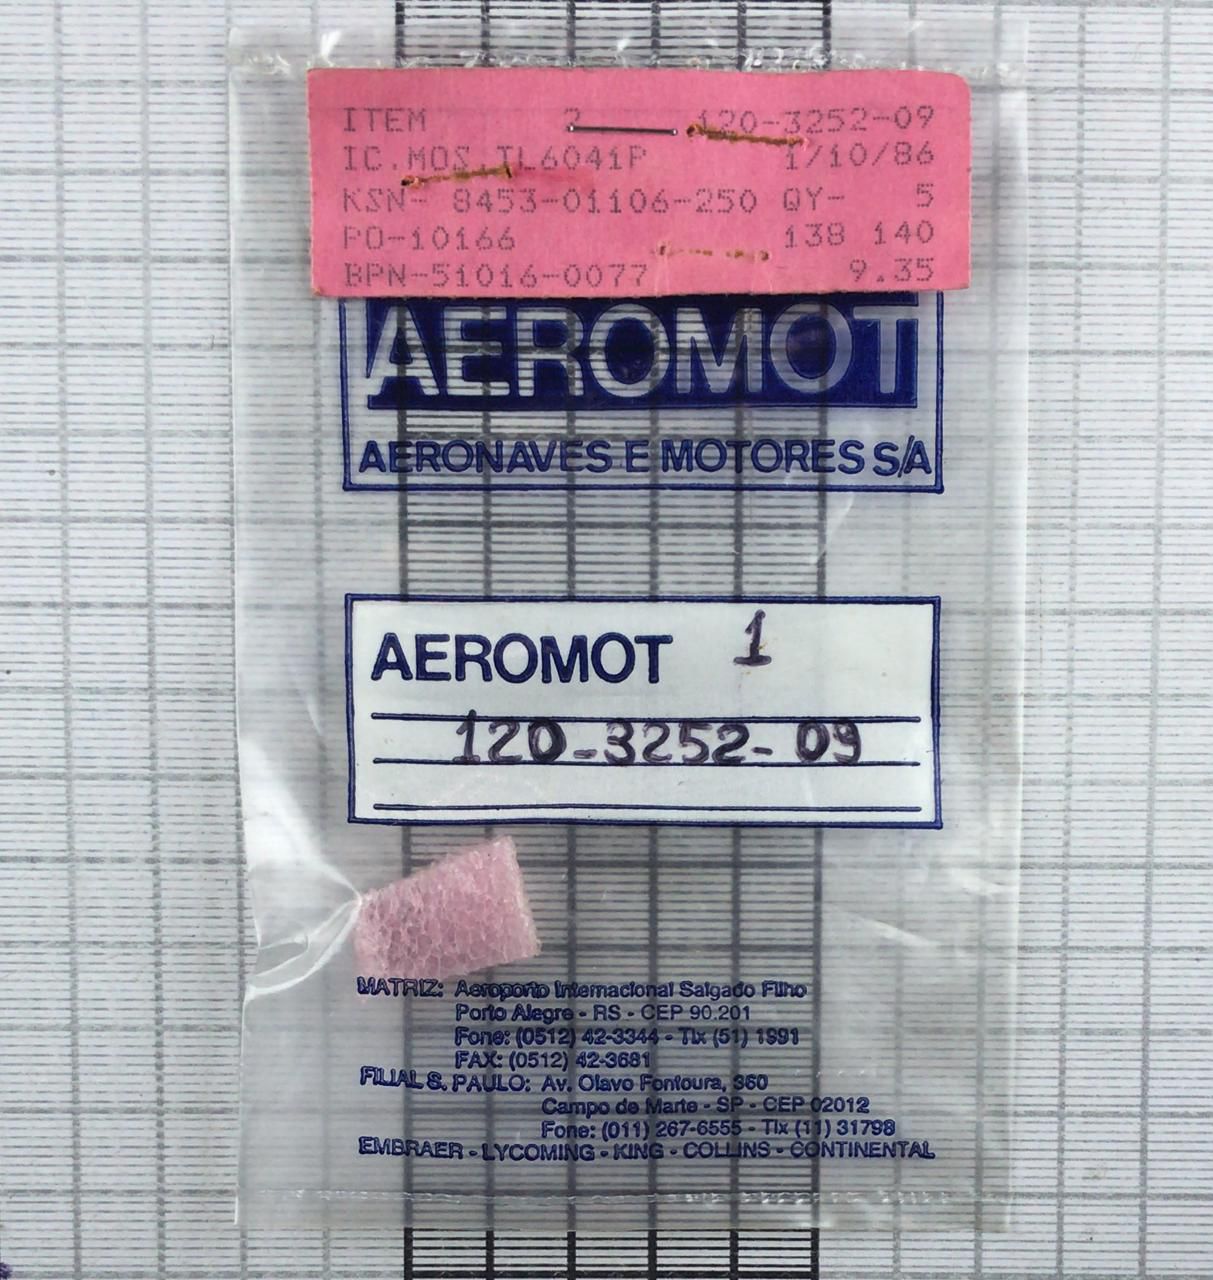 ITEM 2 120-3252-09
IC.MOS.TL6041P 1/10/86
KSN- 8453-01106-250 QY- 5
PO-10166 138 140
BPN-51016-0077 9.35
AEROMOT
AERONAVES E MOTORES S/A
AEROMOT 1
120-3252-09
MATRIZ: Aeroporto Internacional Salgado Filho
Porto Alegre - RS - CEP 90.201
Fone: (0512) 42-3344 - Tlx (51) 1991
FAX: (0512) 42-3681
FILIAL S. PAULO: Av. Olavo Fontoura, 360
Campo de Marte - SP - CEP 02012
Fone: (011) 267-6555 - Tlx (11) 31798
EMBRAER - LYCOMING - KING - COLLINS - CONTINENTAL